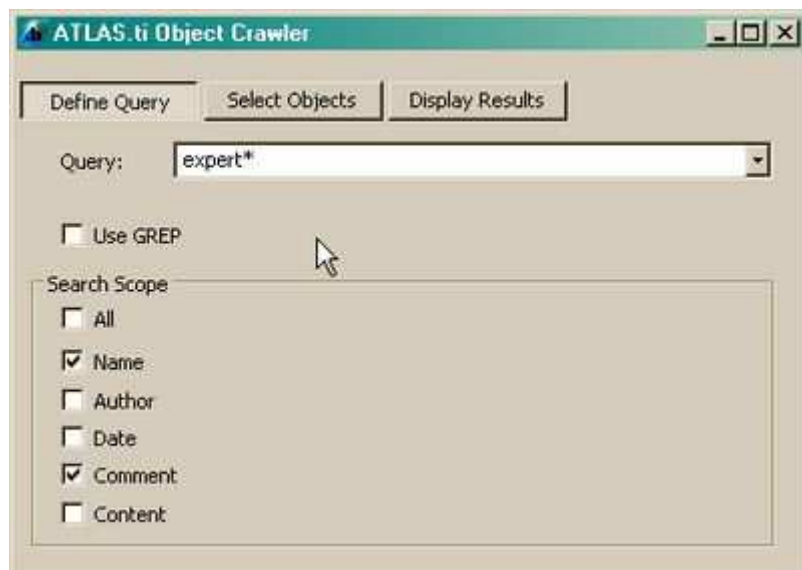 ATLAS.ti Object Crawler
Define Query Select Objects Display Results
Query: expert*
Use GREP
Search Scope
All
Name
Author
Date
Comment
Content